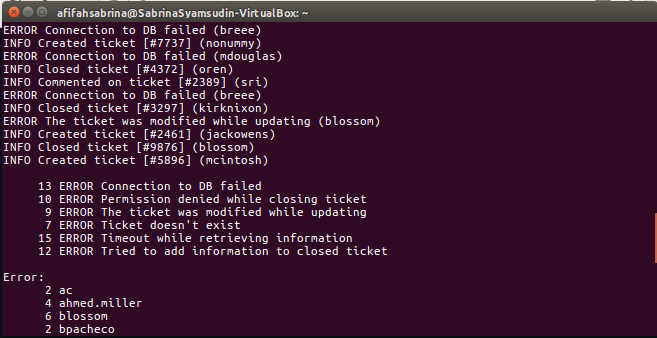 afifahsabrina@SabrinaSyamsudin-VirtualBox: ~
ERROR Connection to DB failed (breee)
INFO Created ticket [#7737] (nonummy)
ERROR Connection to DB failed (mdouglas)
INFO Closed ticket [#4372] (oren)
INFO Commented on ticket [#2389] (sri)
ERROR Connection to DB failed (breee)
INFO Closed ticket [#3297] (kirknixon)
ERROR The ticket was modified while updating (blossom)
INFO Created ticket [#2461] (jackowens)
INFO Closed ticket [#9876] (blossom)
INFO Created ticket [#5896] (mcintosh)
13 ERROR Connection to DB failed
10 ERROR Permission denied while closing ticket
9 ERROR The ticket was modified while updating
7 ERROR Ticket doesn't exist
15 ERROR Timeout while retrieving information
12 ERROR Tried to add information to closed ticket
Error:
2 ac
4 ahmed.miller
6 blossom
2 bpacheco